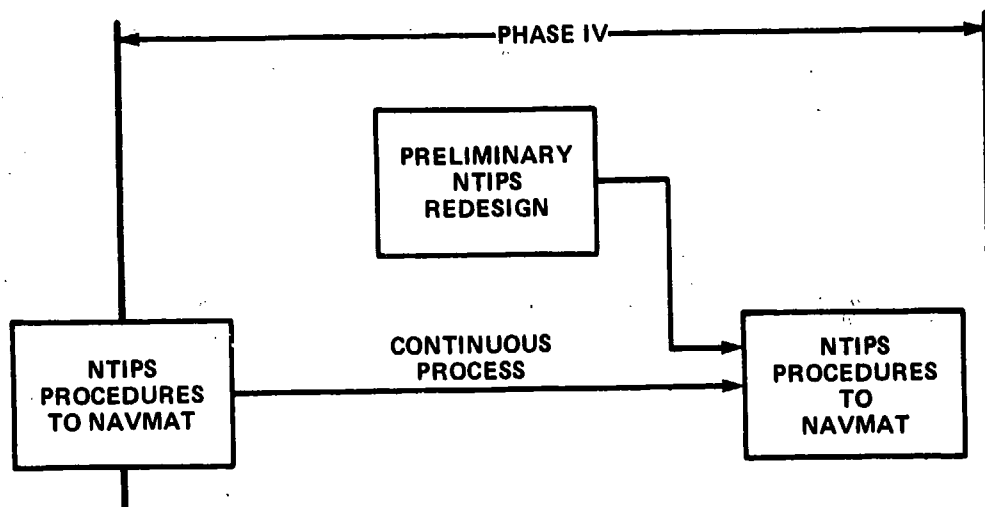 PHASE IV
PRELIMINARY
NTIPS
REDESIGN
NTIPS
PROCEDURES
TO NAVMAT
CONTINUOUS
PROCESS
NTIPS
PROCEDURES
TO
NAVMAT